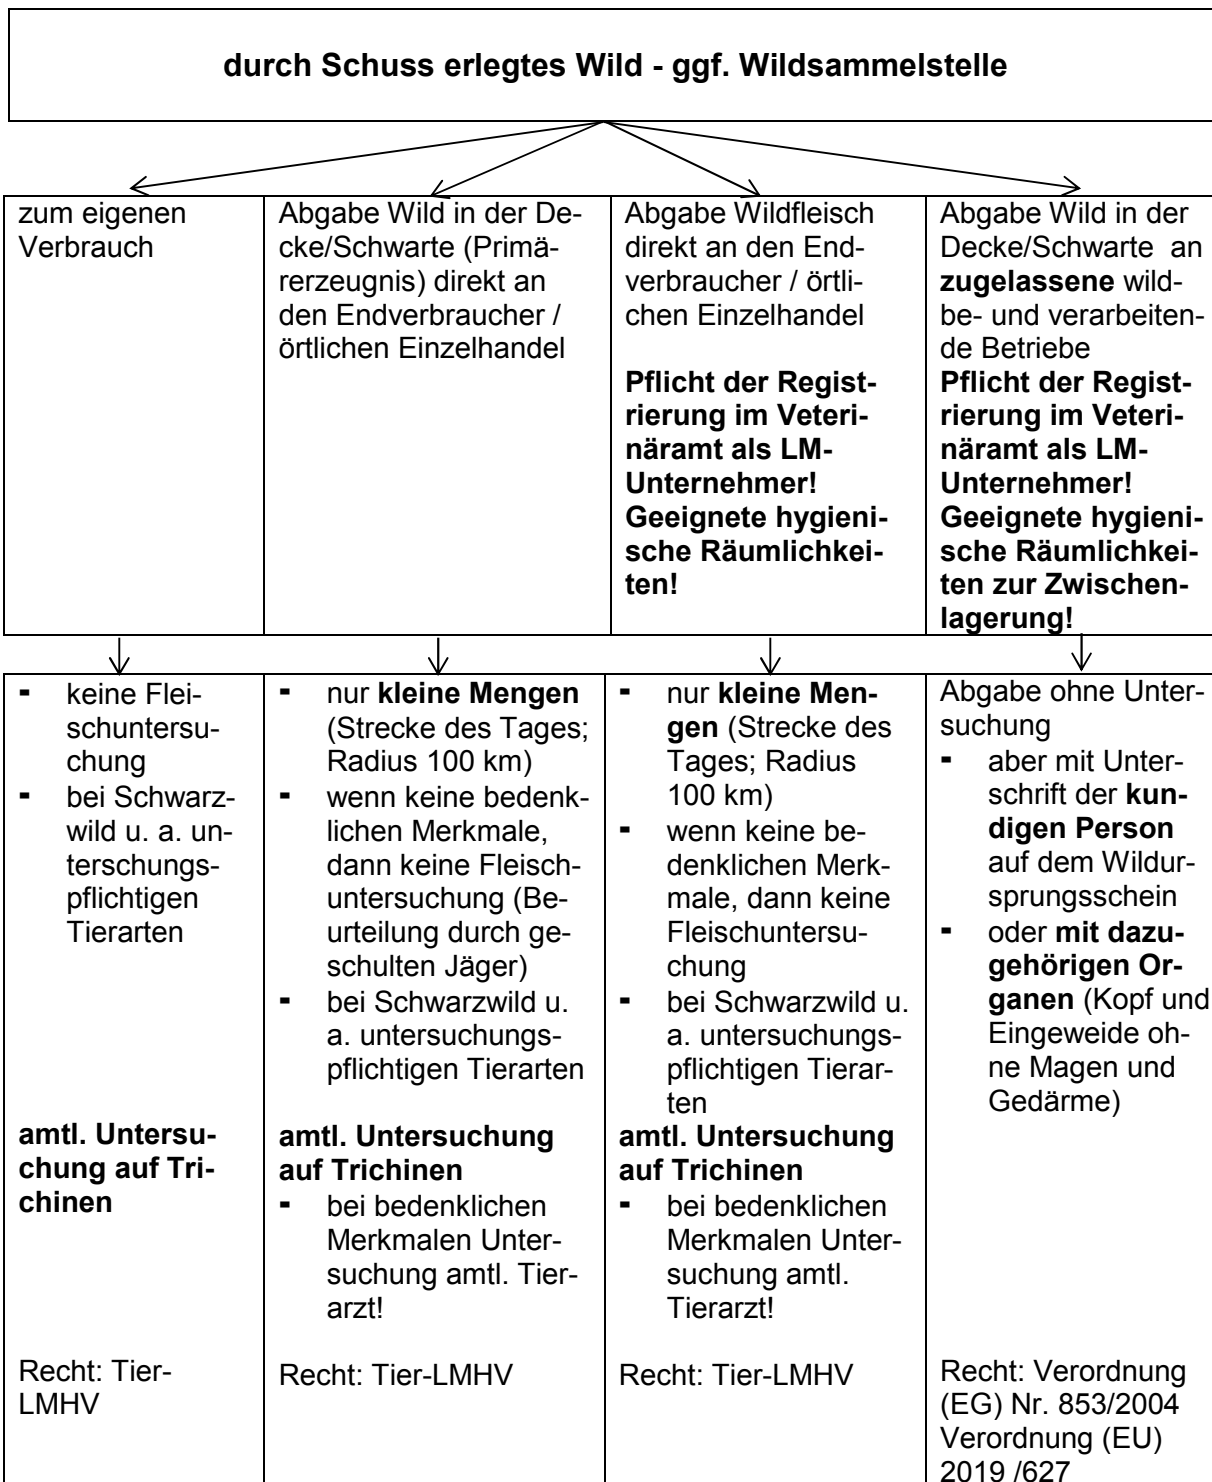 durch Schuss erlegtes Wild - ggf. Wildsammelstelle
zum eigenen
Verbrauch
Abgabe Wild in der De-
cke/Schwarte (Primä-
rerzeugnis) direkt an
den Endverbraucher /
örtlichen Einzelhandel
Abgabe Wildfleisch
direkt an den End-
verbraucher / örtli-
chen Einzelhandel
Pflicht der Regist-
rierung im Veteri-
näramt als LM-
Unternehmer!
Geeignete hygieni-
sche Räumlichkei-
ten!
Abgabe Wild in der
Decke/Schwarte an
zugelassene wild-
be- und verarbeiten-
de Betriebe
Pflicht der Regist-
rierung im Veteri-
näramt als LM-
Unternehmer!
Geeignete hygieni-
sche Räumlichkei-
ten zur Zwischen-
lagerung!
- keine Flei-
schuntersu-
chung
- bei Schwarz-
wild u. a. un-
terschungs-
pflichtigen
Tierarten
amtl. Untersu-
chung auf Tri-
chinen
Recht: Tier-
LMHV
- nur kleine Mengen
(Strecke des Tages;
Radius 100 km)
- wenn keine bedenk-
lichen Merkmale,
dann keine Fleisch-
untersuchung (Be-
urteilung durch ge-
schulten Jäger)
- bei Schwarzwild u.
a. untersuchungs-
pflichtigen Tierarten
amtl. Untersuchung
auf Trichinen
- bei bedenklichen
Merkmalen Unter-
suchung amtl. Tier-
arzt!
Recht: Tier-LMHV
- nur kleine Men-
gen (Strecke des
Tages; Radius
100 km)
- wenn keine be-
denklichen Merk-
male, dann keine
Fleischuntersu-
chung
- bei Schwarzwild u.
a. untersuchungs-
pflichtigen Tierar-
ten
amtl. Untersuchung
auf Trichinen
- bei bedenklichen
Merkmalen Unter-
suchung amtl.
Tierarzt!
Recht: Tier-LMHV
Abgabe ohne Unter-
suchung
- aber mit Unter-
schrift der kun-
digen Person
auf dem Wildur-
sprungsschein
- oder mit dazu-
gehörigen Or-
ganen (Kopf und
Eingeweide oh-
ne Magen und
Gedärme)
Recht: Verordnung
(EG) Nr. 853/2004
Verordnung (EU)
2019 /627